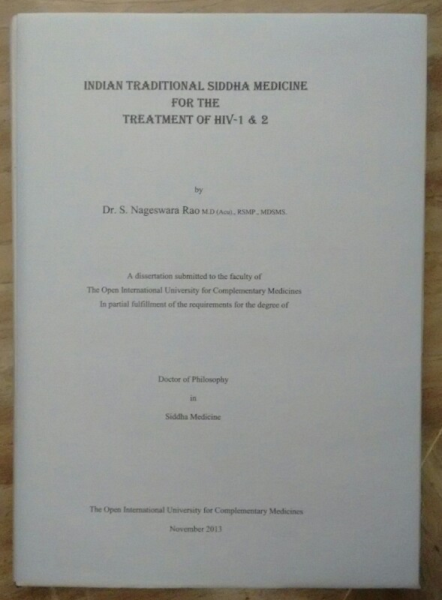 INDIAN TRADITIONAL SIDDHA MEDICINE
FOR THE
TREATMENT OF HIV-1 & 2
by
Dr. S. Nageswara Rao M.D (Acu)., RSMP., MDSMS.
A dissertation submitted to the faculty of
The Open International University for Complementary Medicines
In partial fulfillment of the requirements for the degree of
Doctor of Philosophy
in
Siddha Medicine
The Open International University for Complementary Medicines
November 2013